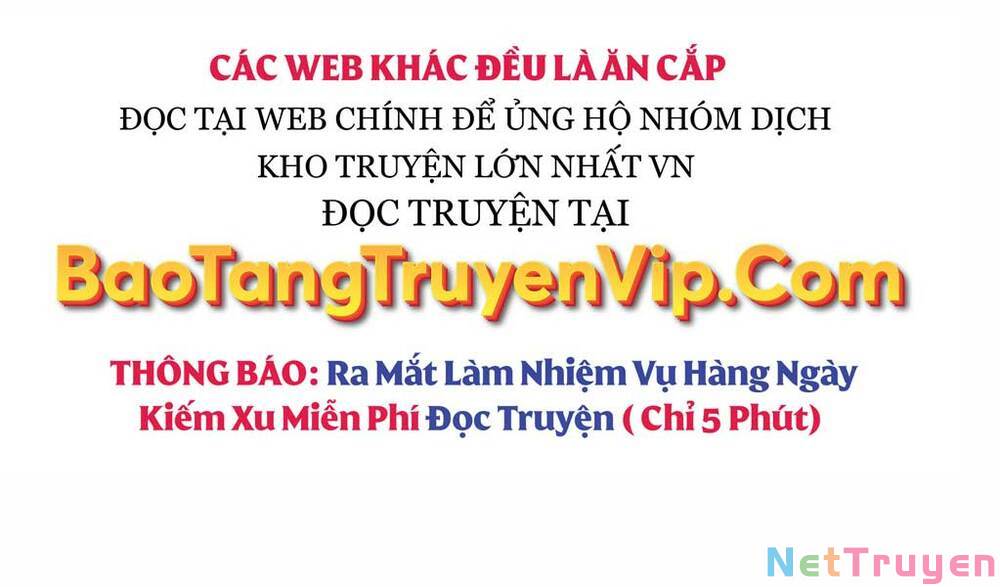 CÁC WEB KHÁC ĐỀU LÀ ĂN CẮP
ĐỌC TẠI WEB CHÍNH ĐỂ ỦNG HỘ NHÓM DỊCH
KHO TRUYỆN LỚN NHẤT VN
ĐỌC TRUYỆN TẠI
BaoTangTruyenVip.Com
THÔNG BÁO: Ra Mắt Làm Nhiệm Vụ Hàng Ngày
Kiếm Xu Miễn Phí Đọc Truyện ( Chỉ 5 Phút)
NetTruyen